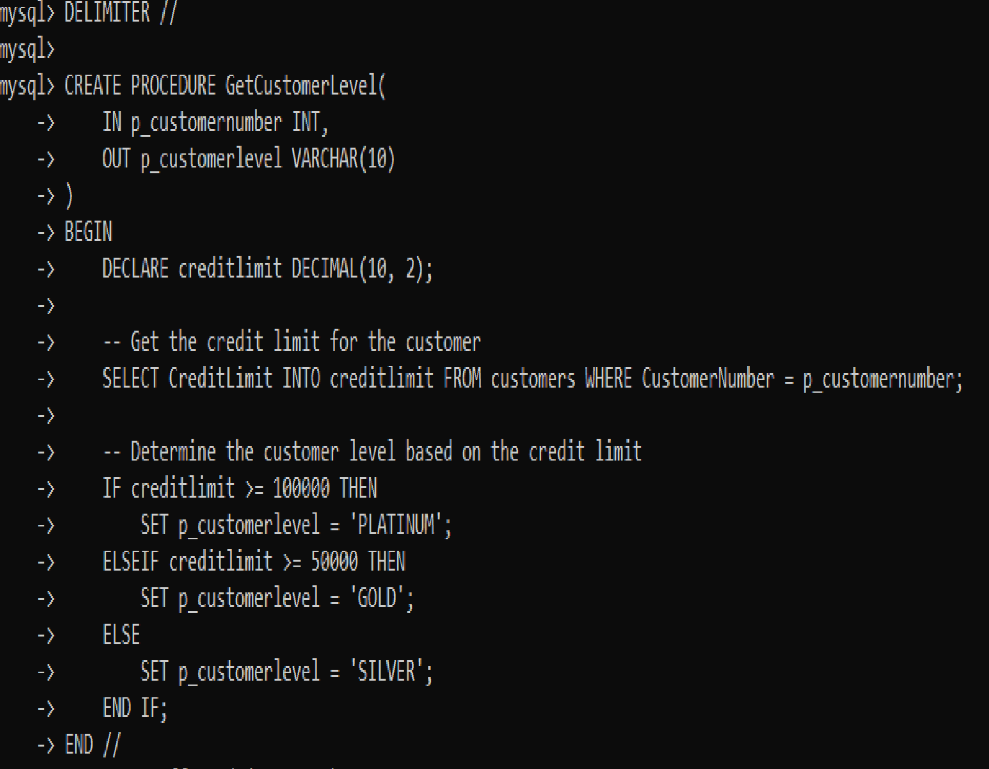 mysql> DELIMITER //
mysql>
mysql> CREATE PROCEDURE GetCustomerLevel(
    ->     IN p_customernumber INT,
    ->     OUT p_customerlevel VARCHAR(10)
    -> )
    -> BEGIN
    ->     DECLARE creditlimit DECIMAL(10, 2);
    ->
    ->     -- Get the credit limit for the customer
    ->     SELECT CreditLimit INTO creditlimit FROM customers WHERE CustomerNumber = p_customernumber;
    ->
    ->     -- Determine the customer level based on the credit limit
    ->     IF creditlimit >= 100000 THEN
    ->         SET p_customerlevel = 'PLATINUM';
    ->     ELSEIF creditlimit >= 50000 THEN
    ->         SET p_customerlevel = 'GOLD';
    ->     ELSE
    ->         SET p_customerlevel = 'SILVER';
    ->     END IF;
    -> END //